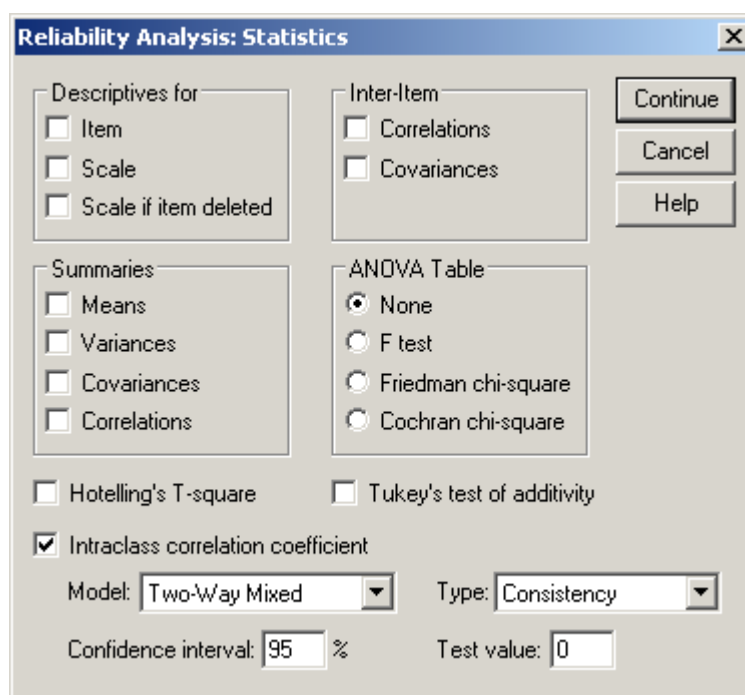 Reliability Analysis: Statistics
Descriptives for
Item
Scale
Scale if item deleted
Inter-Item
Correlations
Covariances
Continue
Cancel
Help
Summaries
Means
Variances
Covariances
Correlations
ANOVA Table
None
F test
Friedman chi-square
Cochran chi-square
Hotelling's T-square
Tukey's test of additivity
Intraclass correlation coefficient
Model: Two-Way Mixed
Type: Consistency
Confidence interval: 95 %
Test value: 0